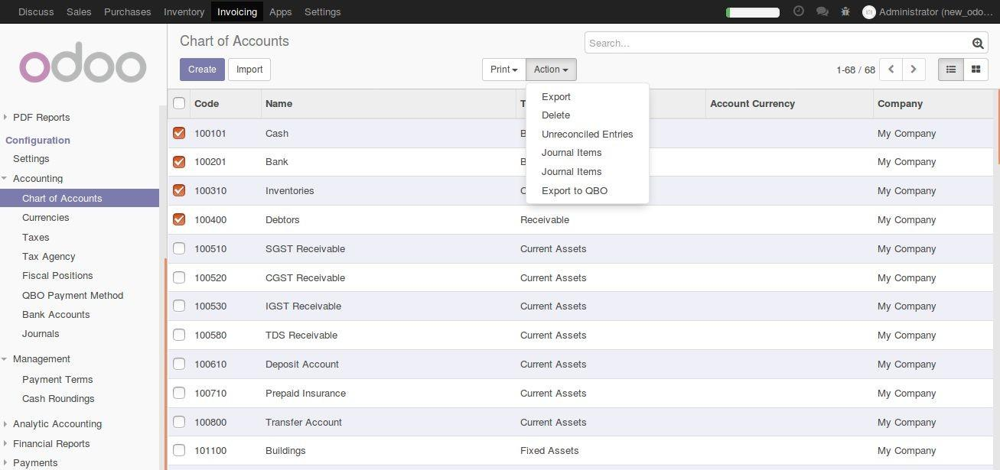 Discuss Sales Purchases Inventory Invoicing Apps Settings Administrator (new_odo...
odoo
Chart of Accounts Search...
Create Import Print Action 1-68 / 68
Code Name T Account Currency Company
Export
Delete
Unreconciled Entries
Journal Items
Journal Items
Export to QBO
PDF Reports
Configuration
Settings
Accounting
Chart of Accounts
Currencies
Taxes
Tax Agency
Fiscal Positions
QBO Payment Method
Bank Accounts
Journals
Management
Payment Terms
Cash Roundings
Analytic Accounting
Financial Reports
Payments
100101 Cash B My Company
100201 Bank B My Company
100310 Inventories C My Company
100400 Debtors Receivable My Company
100510 SGST Receivable Current Assets My Company
100520 CGST Receivable Current Assets My Company
100530 IGST Receivable Current Assets My Company
100580 TDS Receivable Current Assets My Company
100610 Deposit Account Current Assets My Company
100710 Prepaid Insurance Current Assets My Company
100800 Transfer Account Current Assets My Company
101100 Buildings Fixed Assets My Company